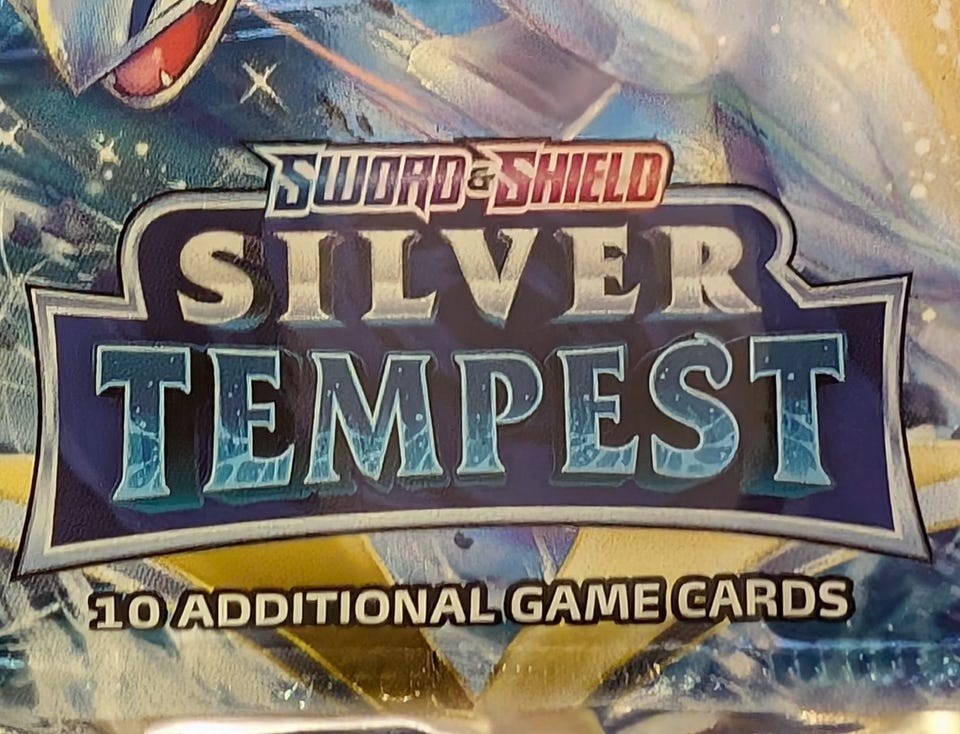 SWORD & SHIELD
SILVER
TEMPEST
10 ADDITIONAL GAME CARDS